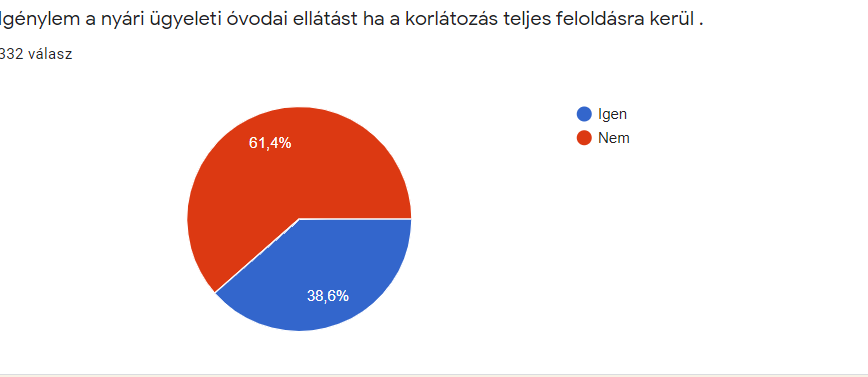 Igénylem a nyári ügyeleti óvodai ellátást ha a korlátozás teljes feloldásra kerül .
332 válasz
Igen
Nem
61,4%
38,6%